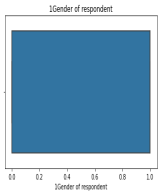 1Gender of respondent
0.0 0.2 0.4 0.6 0.8 1.0
1Gender of respondent